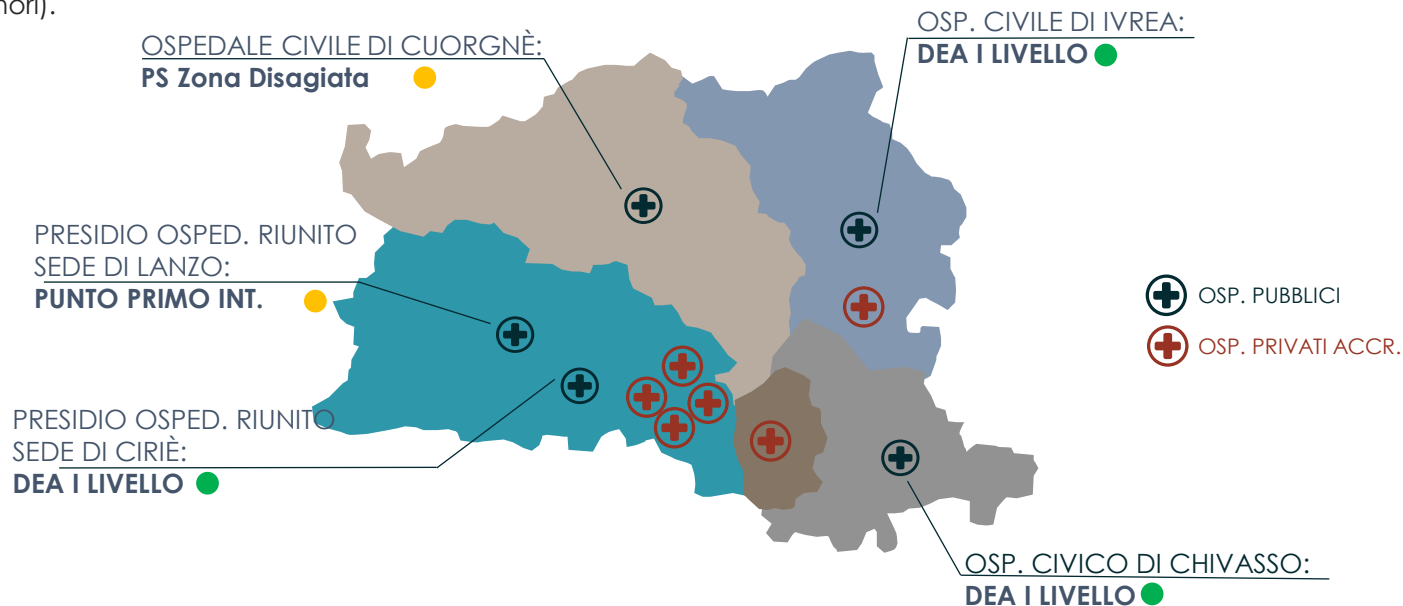 nori).
OSPEDALE CIVILE DI CUORGNÈ:
PS Zona Disagiata
OSP. CIVILE DI IVREA:
DEA I LIVELLO
PRESIDIO OSPED. RIUNITO
SEDE DI LANZO:
PUNTO PRIMO INT.
OSP. PUBBLICI
OSP. PRIVATI ACCR.
PRESIDIO OSPED. RIUNITO
SEDE DI CIRIÈ:
DEA I LIVELLO
OSP. CIVICO DI CHIVASSO:
DEA I LIVELLO